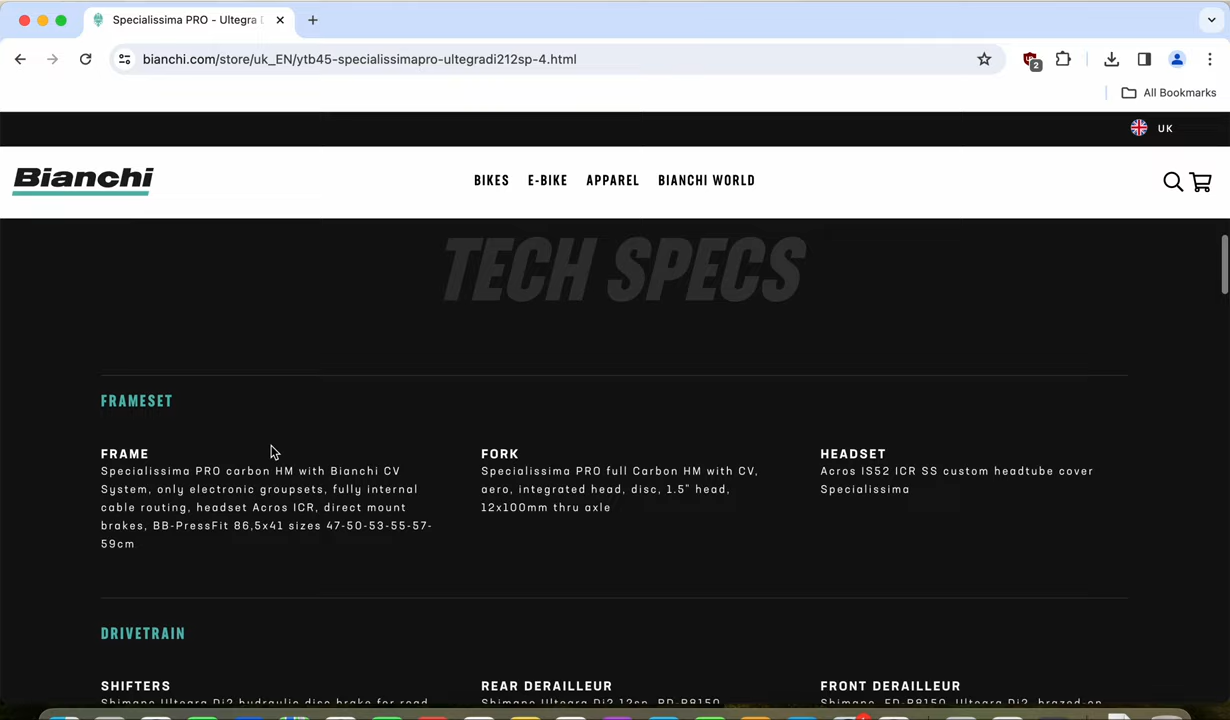 Specialissima PRO - Ultegra
bianchi.com/store/uk_EN/ytb45-specialissimapro-ultegradi212sp-4.html
2
All Bookmarks
UK
Bianchi
BIKES E-BIKE APPAREL BIANCHI WORLD
TECH SPECS
FRAMESET
FRAME
Specialissima PRO carbon HM with Bianchi CV
System, only electronic groupsets, fully internal
cable routing, headset Acros ICR, direct mount
brakes, BB-PressFit 86,5x41 sizes 47-50-53-55-57-
59cm
FORK
Specialissima PRO full Carbon HM with CV,
aero, integrated head, disc, 1.5" head,
12x100mm thru axle
HEADSET
Acros IS52 ICR SS custom headtube cover
Specialissima
DRIVETRAIN
SHIFTERS
Shimano Ultegra Di2 hydraulic disc brake for road
REAR DERAILLEUR
Shimano Ultegra Di2 12sp, RD-R8150
FRONT DERAILLEUR
Shimano, FD-R8150, Ultegra Di2, brazed-on